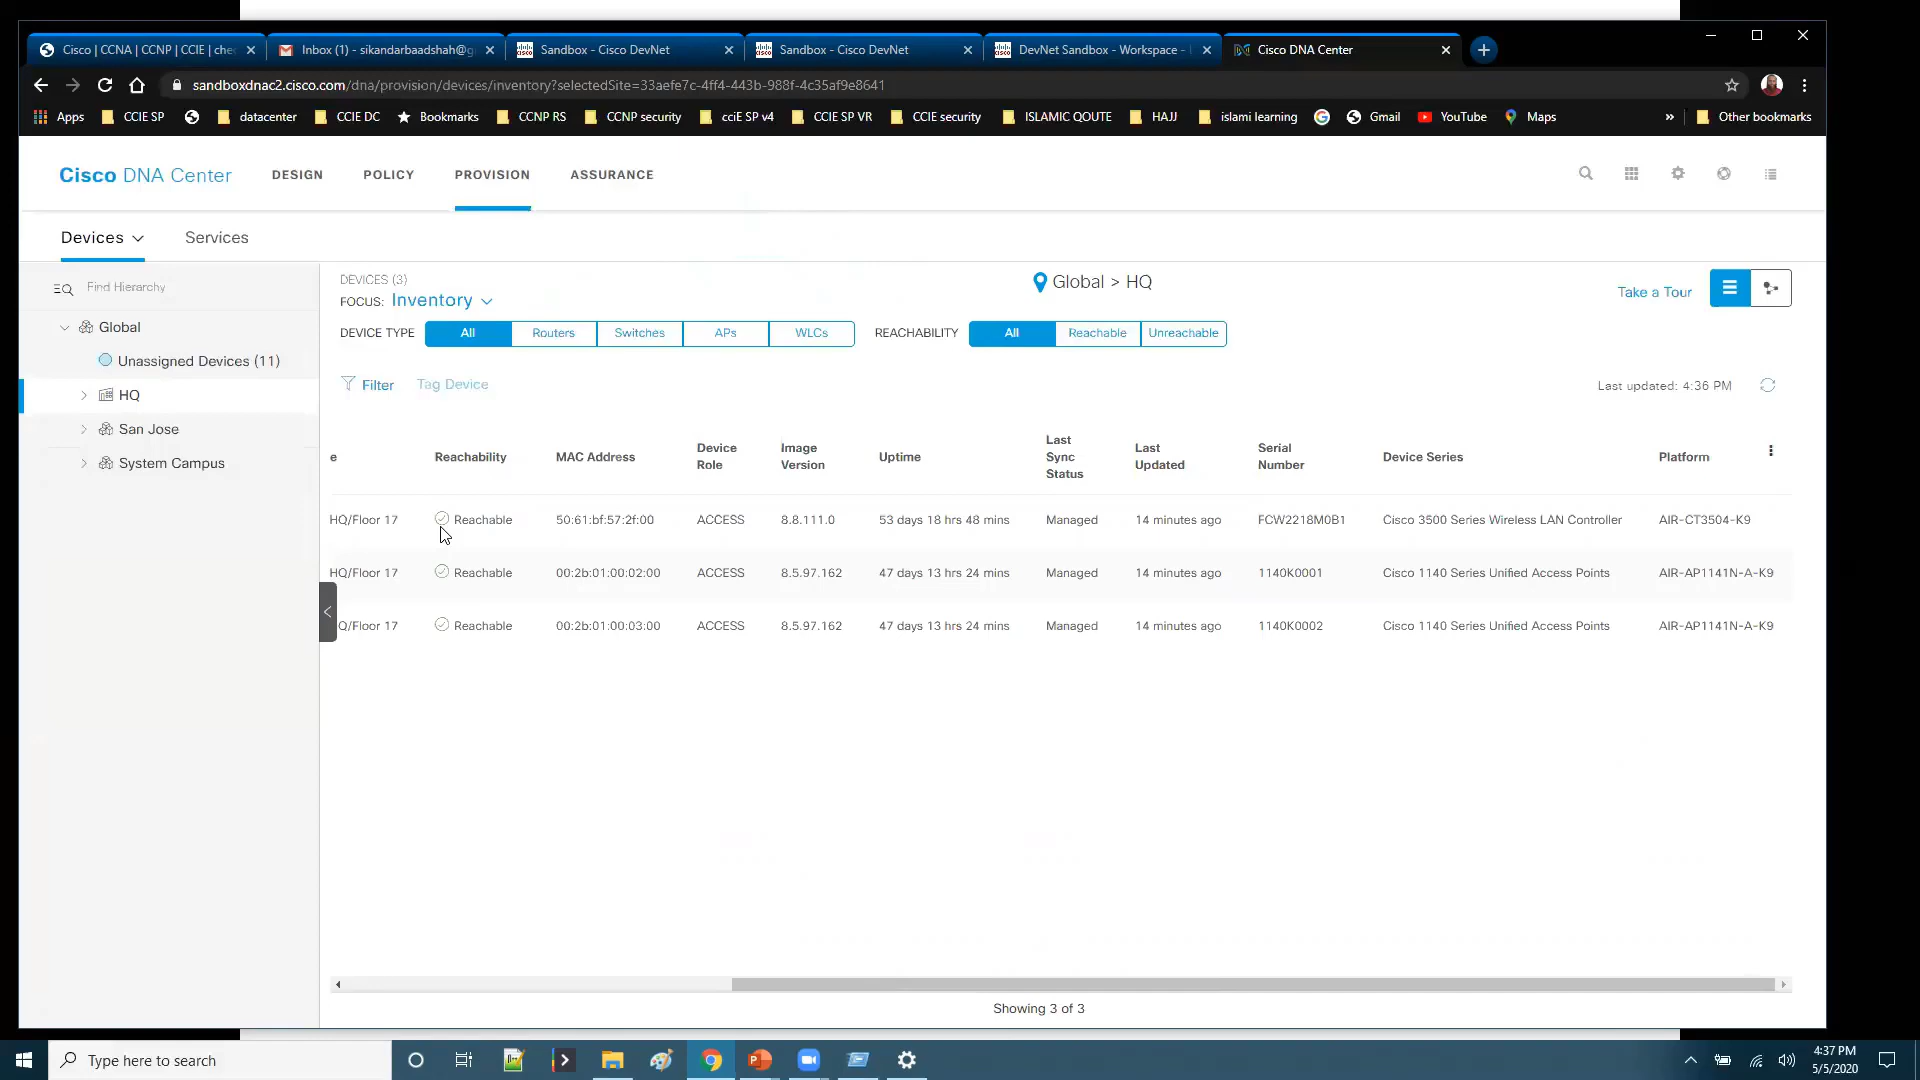 Cisco | CCNA | CCNP | CCIE | che
Inbox (1) - sikandarbaadshah@g
Sandbox - Cisco DevNet
Sandbox - Cisco DevNet
DevNet Sandbox - Workspace -
Cisco DNA Center
sandboxdnac2.cisco.com/dna/provision/devices/inventory?selectedSite=33aefe7c-4ff4-443b-988f-4c35af9e8641
Apps
CCIE SP
datacenter
CCIE DC
Bookmarks
CCNP RS
CCNP security
cciE SP v4
CCIE SP VR
CCIE security
ISLAMIC QOUTE
HAJJ
islami learning
Gmail
YouTube
Maps
»
Other bookmarks
Cisco DNA Center
DESIGN
POLICY
PROVISION
ASSURANCE
Devices
Services
Find Hierarchy
Global
Unassigned Devices (11)
HQ
San Jose
System Campus
DEVICES (3)
FOCUS: Inventory
Global > HQ
Take a Tour
DEVICE TYPE All Routers Switches APs WLCs REACHABILITY All Reachable Unreachable
Filter
Tag Device
Last updated: 4:36 PM
e Reachability MAC Address Device Role Image Version Uptime Last Sync Status Last Updated Serial Number Device Series Platform
HQ/Floor 17 Reachable 50:61:bf:57:2f:00 ACCESS 8.8.111.0 53 days 18 hrs 48 mins Managed 14 minutes ago FCW2218M0B1 Cisco 3500 Series Wireless LAN Controller AIR-CT3504-K9
HQ/Floor 17 Reachable 00:2b:01:00:02:00 ACCESS 8.5.97.162 47 days 13 hrs 24 mins Managed 14 minutes ago 1140K0001 Cisco 1140 Series Unified Access Points AIR-AP1141N-A-K9
Q/Floor 17 Reachable 00:2b:01:00:03:00 ACCESS 8.5.97.162 47 days 13 hrs 24 mins Managed 14 minutes ago 1140K0002 Cisco 1140 Series Unified Access Points AIR-AP1141N-A-K9
Showing 3 of 3
Type here to search
4:37 PM
5/5/2020